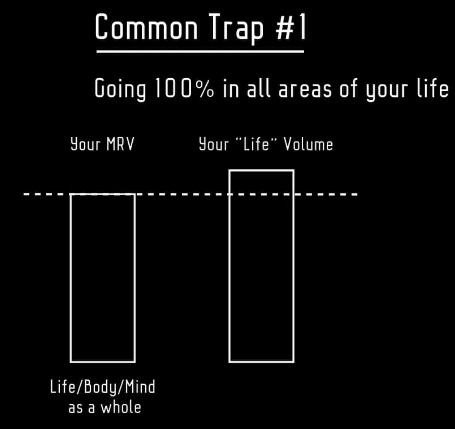 Common Trap #1
Going 100% in all areas of your life
Your MRV
Your "Life" Volume
Life/Body/Mind
as a whole